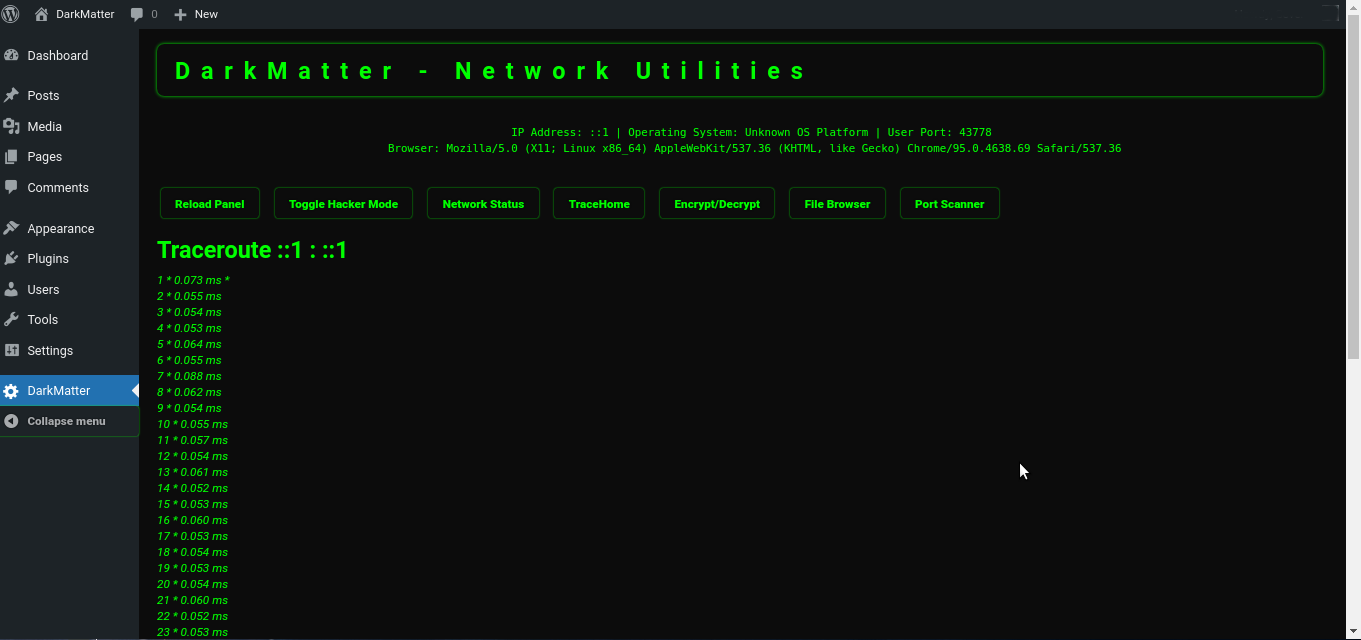 DarkMatter 0 New
Dashboard
Posts
Media
Pages
Comments
Appearance
Plugins
Users
Tools
Settings
DarkMatter
Collapse menu
DarkMatter - Network Utilities
IP Address: ::1 | Operating System: Unknown OS Platform | User Port: 43778
Browser: Mozilla/5.0 (X11; Linux x86_64) AppleWebKit/537.36 (KHTML, like Gecko) Chrome/95.0.4638.69 Safari/537.36
Reload Panel Toggle Hacker Mode Network Status TraceHome Encrypt/Decrypt File Browser Port Scanner
Traceroute ::1 : ::1
1 * 0.073 ms *
2 * 0.055 ms
3 * 0.054 ms
4 * 0.053 ms
5 * 0.064 ms
6 * 0.055 ms
7 * 0.088 ms
8 * 0.062 ms
9 * 0.054 ms
10 * 0.055 ms
11 * 0.057 ms
12 * 0.054 ms
13 * 0.061 ms
14 * 0.052 ms
15 * 0.053 ms
16 * 0.060 ms
17 * 0.053 ms
18 * 0.054 ms
19 * 0.053 ms
20 * 0.054 ms
21 * 0.060 ms
22 * 0.052 ms
23 * 0.053 ms